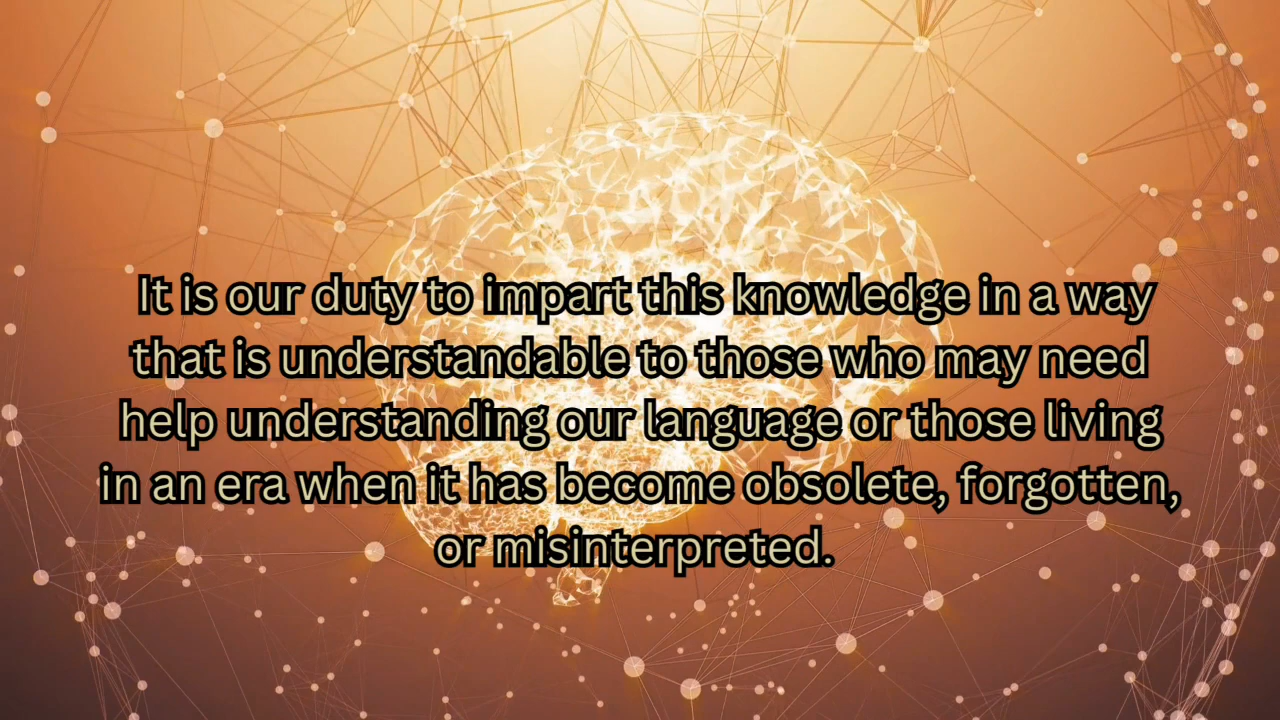 It is our duty to impart this knowledge in a way
that is understandable to those who may need
help understanding our language or those living
in an era when it has become obsolete, forgotten,
or misinterpreted.